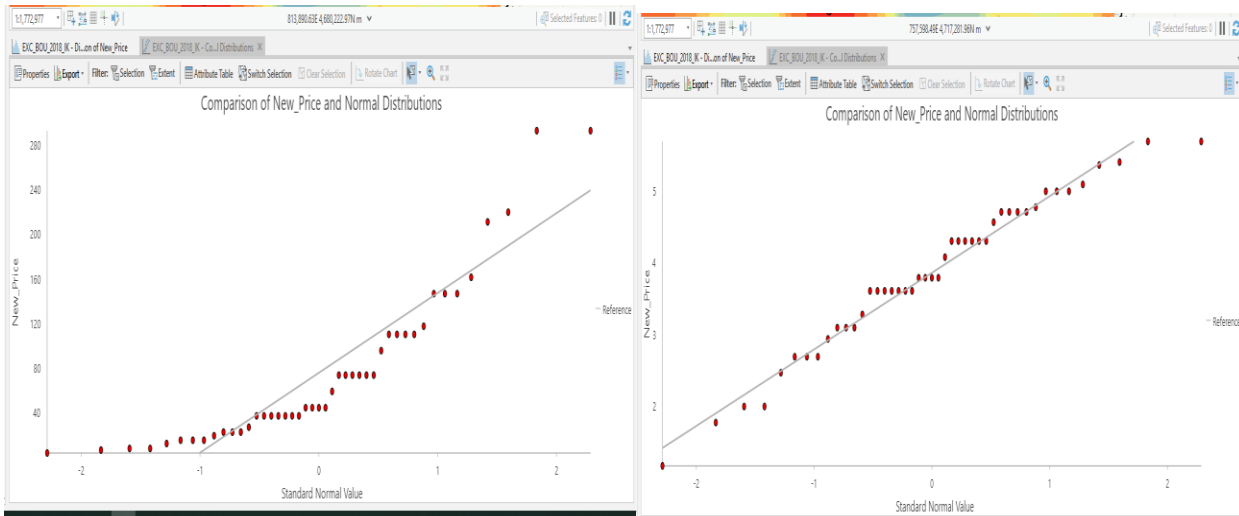 1:1,772,977
813,890.63E 4,680,222.97N m
Selected Features: 0
EXC_BOU_2018_IK - Di...on of New_Price
EXC_BOU_2018_IK - Co...l Distributions
Properties Export Filter: Selection Extent Attribute Table Switch Selection Clear Selection Rotate Chart
Comparison of New_Price and Normal Distributions
280
240
200
160
120
80
40
New_Price
Reference
-2 -1 0 1 2
Standard Normal Value
1:1,772,977
757,598.49E 4,717,281.98N m
Selected Features: 0
EXC_BOU_2018_IK - Di...on of New_Price
EXC_BOU_2018_IK - Co...l Distributions
Properties Export Filter: Selection Extent Attribute Table Switch Selection Clear Selection Rotate Chart
Comparison of New_Price and Normal Distributions
5
4
3
2
New_Price
Reference
-2 -1 0 1 2
Standard Normal Value